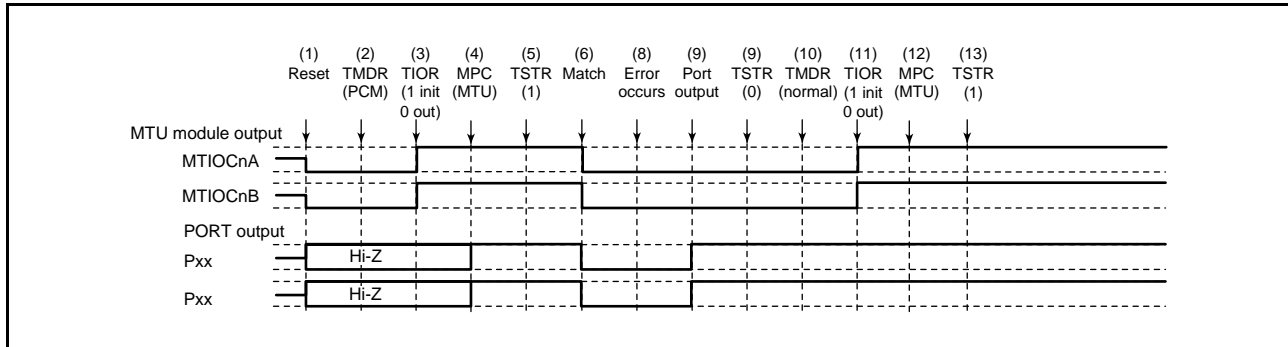 (1) (2) (3) (4) (5) (6) (8) (9) (9) (10) (11) (12) (13)
Reset TMDR TIOR MPC TSTR Match Error Port TSTR TMDR TIOR MPC TSTR
(PCM) (1 init (MTU) (1) occurs output (0) (normal) (1 init (MTU) (1)
0 out) 0 out)
MTU module output
MTIOCnA
MTIOCnB
PORT output
Pxx Hi-Z
Pxx Hi-Z